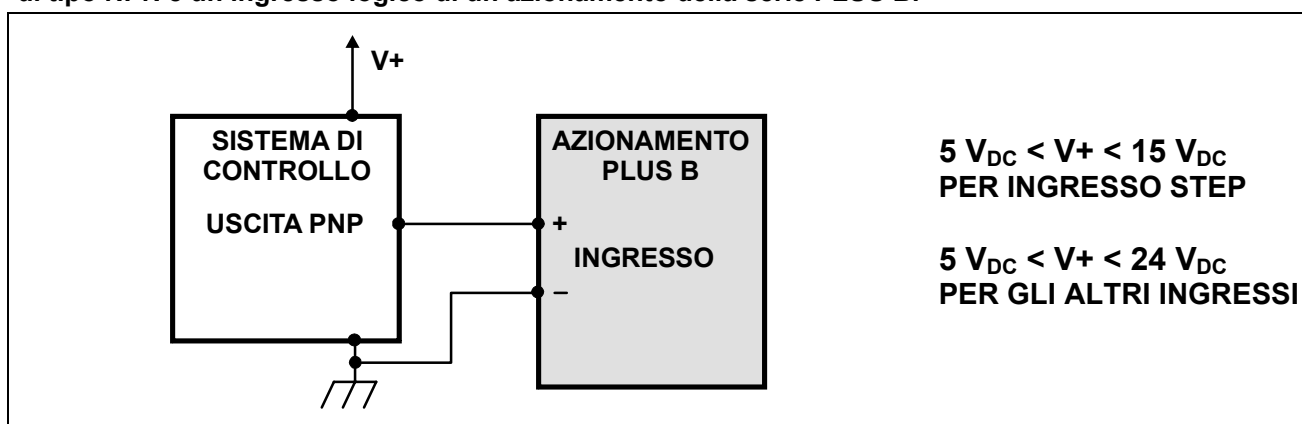 V+
SISTEMA DI
CONTROLLO
USCITA PNP
AZIONAMENTO
PLUS B
+
INGRESSO
−
5 VDC < V+ < 15 VDC
PER INGRESSO STEP
5 VDC < V+ < 24 VDC
PER GLI ALTRI INGRESSI